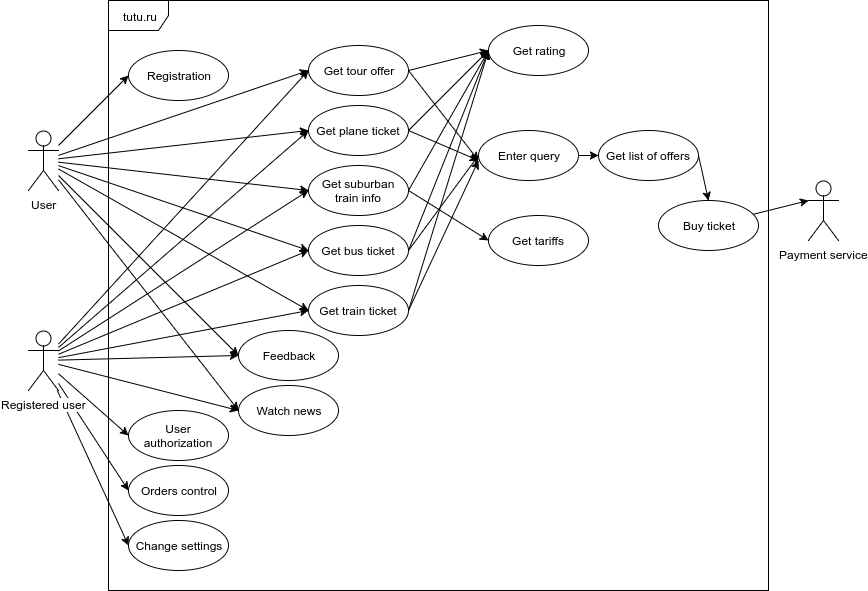 tutu.ru
Registration
Get tour offer
Get rating
Get plane ticket
Enter query
Get list of offers
User
Get suburban
train info
Get tariffs
Buy ticket
Payment service
Get bus ticket
Get train ticket
Feedback
Registered user
Watch news
User
authorization
Orders control
Change settings